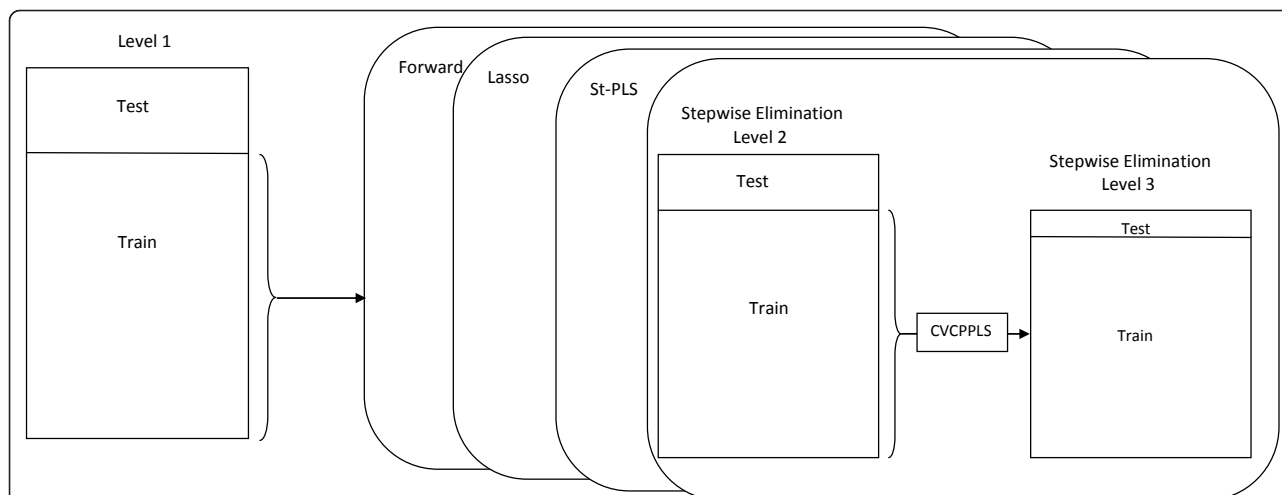 Level 1
Test
Train
Forward
Lasso
St-PLS
Stepwise Elimination
Level 2
Test
Train
CVCPPLS
Stepwise Elimination
Level 3
Test
Train